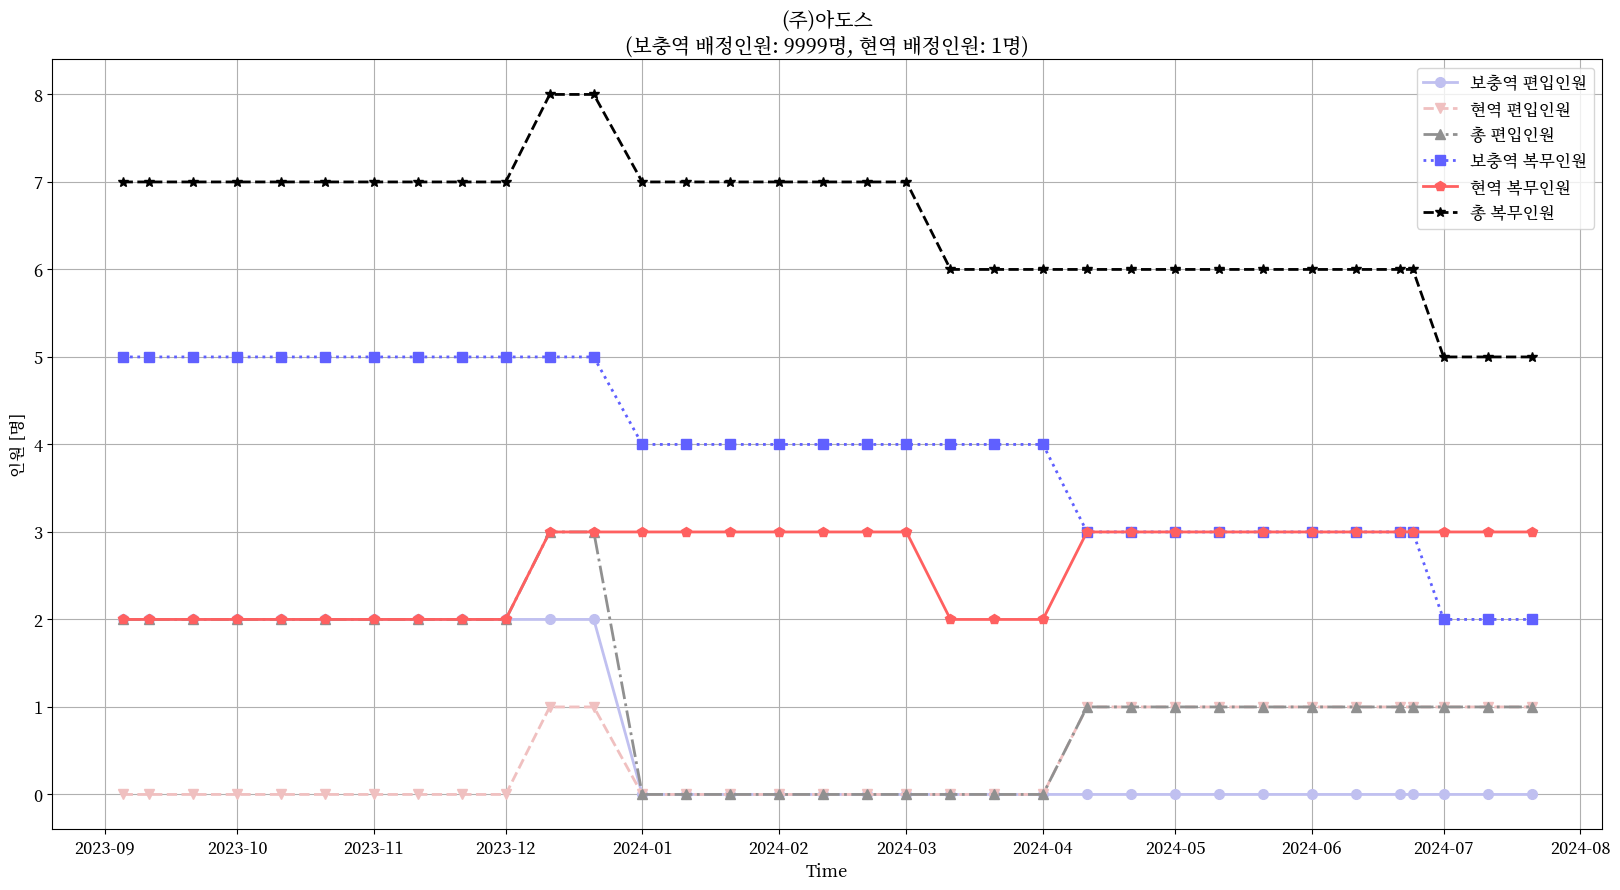 (주)아도스
(보충역 배정인원: 9999명, 현역 배정인원: 1명)
보충역 편입인원
현역 편입인원
총 편입인원
보충역 복무인원
현역 복무인원
총 복무인원
인원 [명]
8
7
6
5
4
3
2
1
0
2023-09 2023-10 2023-11 2023-12 2024-01 2024-02 2024-03 2024-04 2024-05 2024-06 2024-07 2024-08
Time